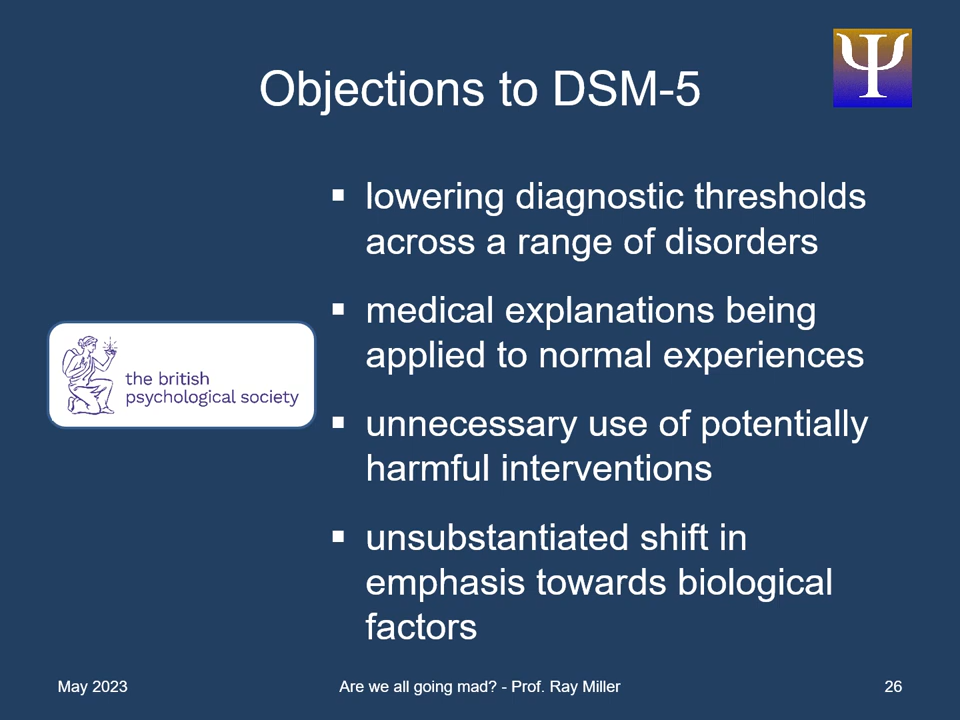 Objections to DSM-5
Ψ
▪ lowering diagnostic thresholds
across a range of disorders
▪ medical explanations being
applied to normal experiences
▪ unnecessary use of potentially
harmful interventions
▪ unsubstantiated shift in
emphasis towards biological
factors
the british
psychological society
May 2023
Are we all going mad? - Prof. Ray Miller
26